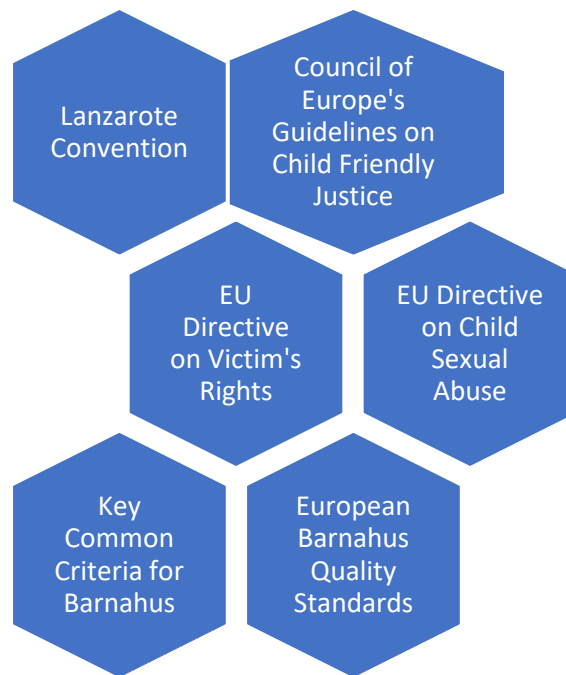 Lanzarote
Convention
Council of
Europe's
Guidelines on
Child Friendly
Justice
EU
Directive
on Victim's
Rights
EU Directive
on Child
Sexual
Abuse
Key
Common
Criteria for
Barnahus
European
Barnahus
Quality
Standards